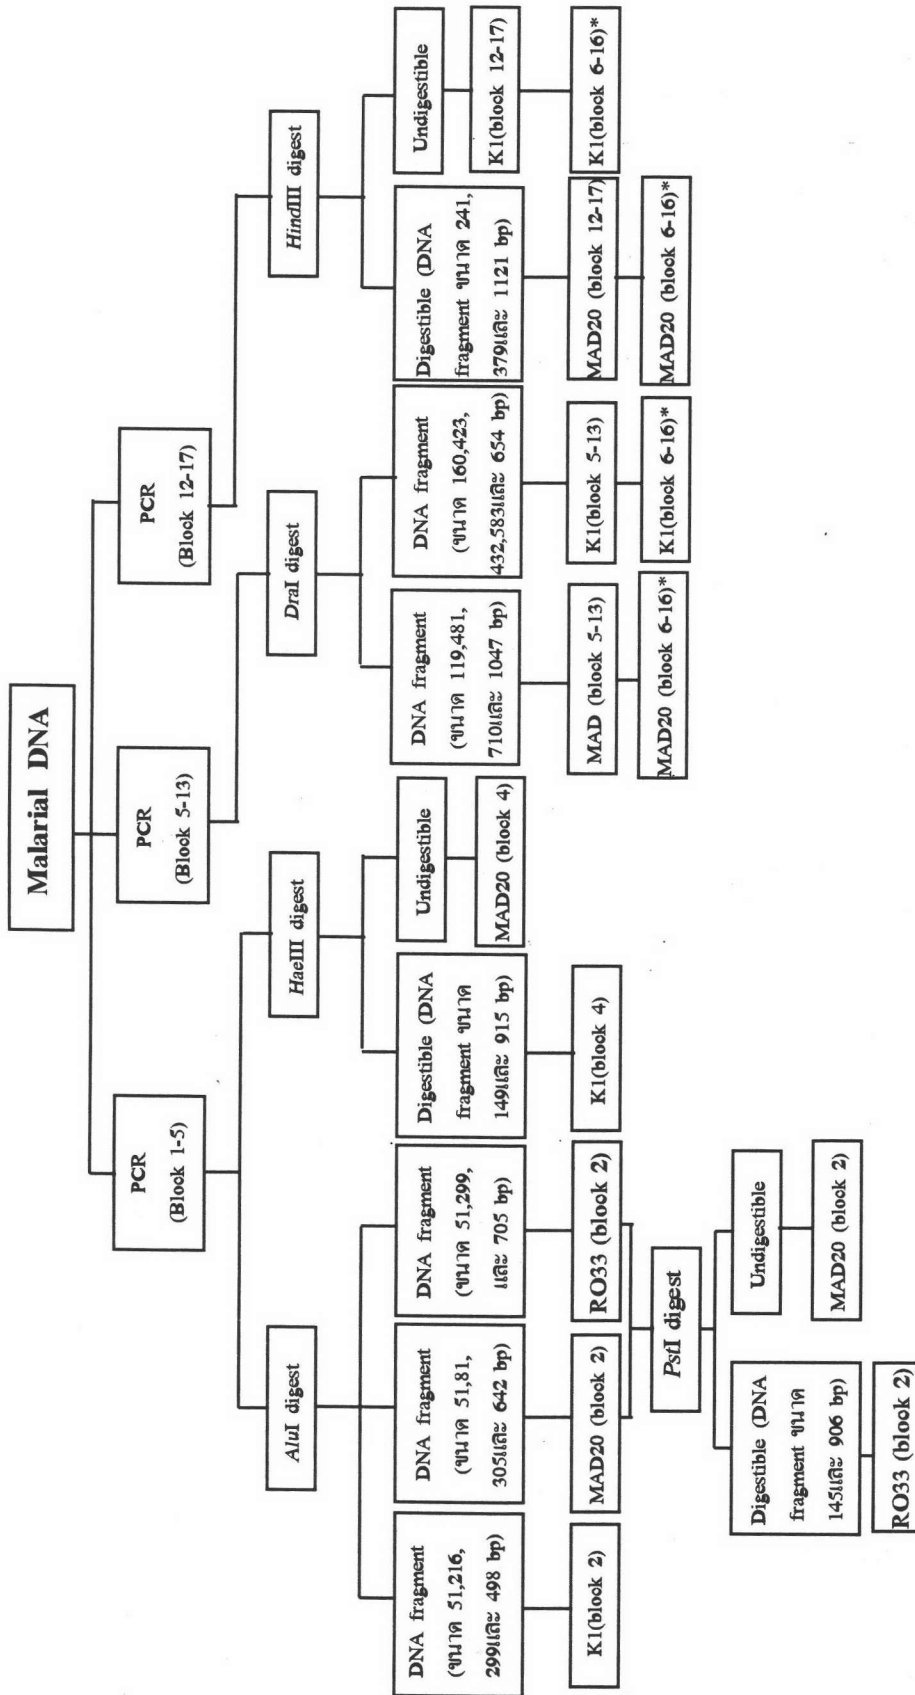 Malarial DNA
PCR
(Block 1-5)
PCR
(Block 5-13)
PCR
(Block 12-17)
AluI digest
HaeIII digest
DraI digest
HindIII digest
DNA fragment
(ขนาด 51,216,
299และ 498 bp)
DNA fragment
(ขนาด 51,81,
305และ 642 bp)
DNA fragment
(ขนาด 51,299,
และ 705 bp)
Digestible (DNA
fragment ขนาด
149และ 915 bp)
Undigestible
DNA fragment
(ขนาด 119,481,
710และ 1047 bp)
DNA fragment
(ขนาด 160,423,
432,583และ 654 bp)
Digestible (DNA
fragment ขนาด 241,
379และ 1121 bp)
Undigestible
K1(block 2)
MAD20 (block 2)
RO33 (block 2)
K1(block 4)
MAD20 (block 4)
MAD (block 5-13)
K1(block 5-13)
MAD20 (block 12-17)
K1(block 12-17)
MAD20 (block 6-16)*
K1(block 6-16)*
MAD20 (block 6-16)*
K1(block 6-16)*
PstI digest
Digestible (DNA
fragment ขนาด
145และ 906 bp)
Undigestible
RO33 (block 2)
MAD20 (block 2)